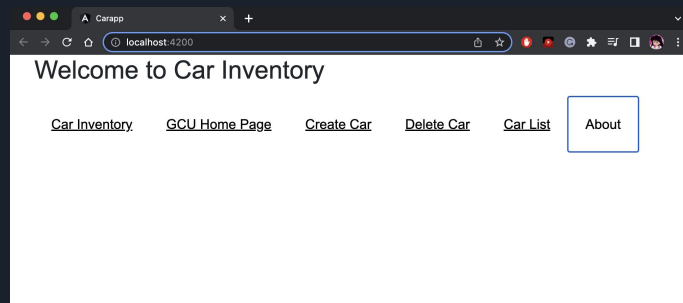 Carapp
localhost:4200
Welcome to Car Inventory
Car Inventory GCU Home Page Create Car Delete Car Car List About